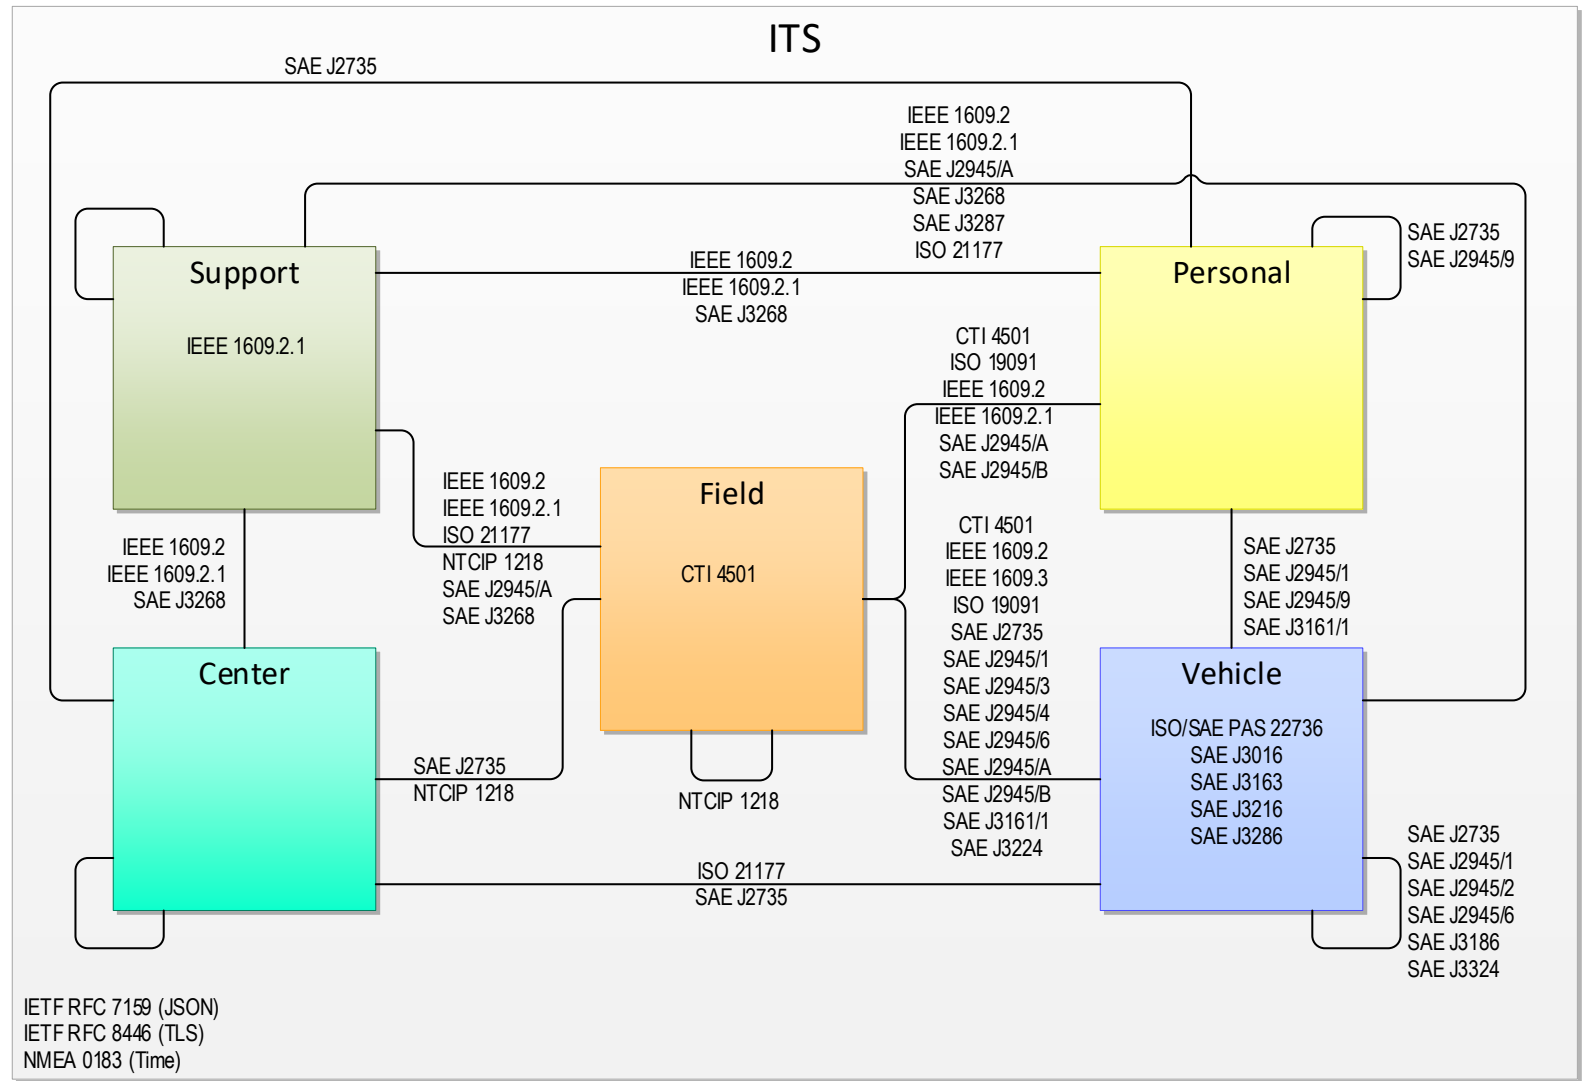 ITS
SAE J2735
IEEE 1609.2
IEEE 1609.2.1
SAE J2945/A
SAE J3268
SAE J3287
ISO 21177
SAE J2735
SAE J2945/9
Support
IEEE 1609.2.1
IEEE 1609.2
IEEE 1609.2.1
SAE J3268
Personal
CTI 4501
ISO 19091
IEEE 1609.2
IEEE 1609.2.1
SAE J2945/A
SAE J2945/B
IEEE 1609.2
IEEE 1609.2.1
ISO 21177
NTCIP 1218
SAE J2945/A
SAE J3268
Field
CTI 4501
CTI 4501
IEEE 1609.2
IEEE 1609.3
ISO 19091
SAE J2735
SAE J2945/1
SAE J2945/3
SAE J2945/4
SAE J2945/6
SAE J2945/A
SAE J2945/B
SAE J3161/1
SAE J3224
IEEE 1609.2
IEEE 1609.2.1
SAE J3268
SAE J2735
SAE J2945/1
SAE J2945/9
SAE J3161/1
Center
Vehicle
ISO/SAE PAS 22736
SAE J3016
SAE J3163
SAE J3216
SAE J3286
SAE J2735
NTCIP 1218
NTCIP 1218
ISO 21177
SAE J2735
SAE J2735
SAE J2945/1
SAE J2945/2
SAE J2945/6
SAE J3186
SAE J3324
IETF RFC 7159 (JSON)
IETF RFC 8446 (TLS)
NMEA 0183 (Time)